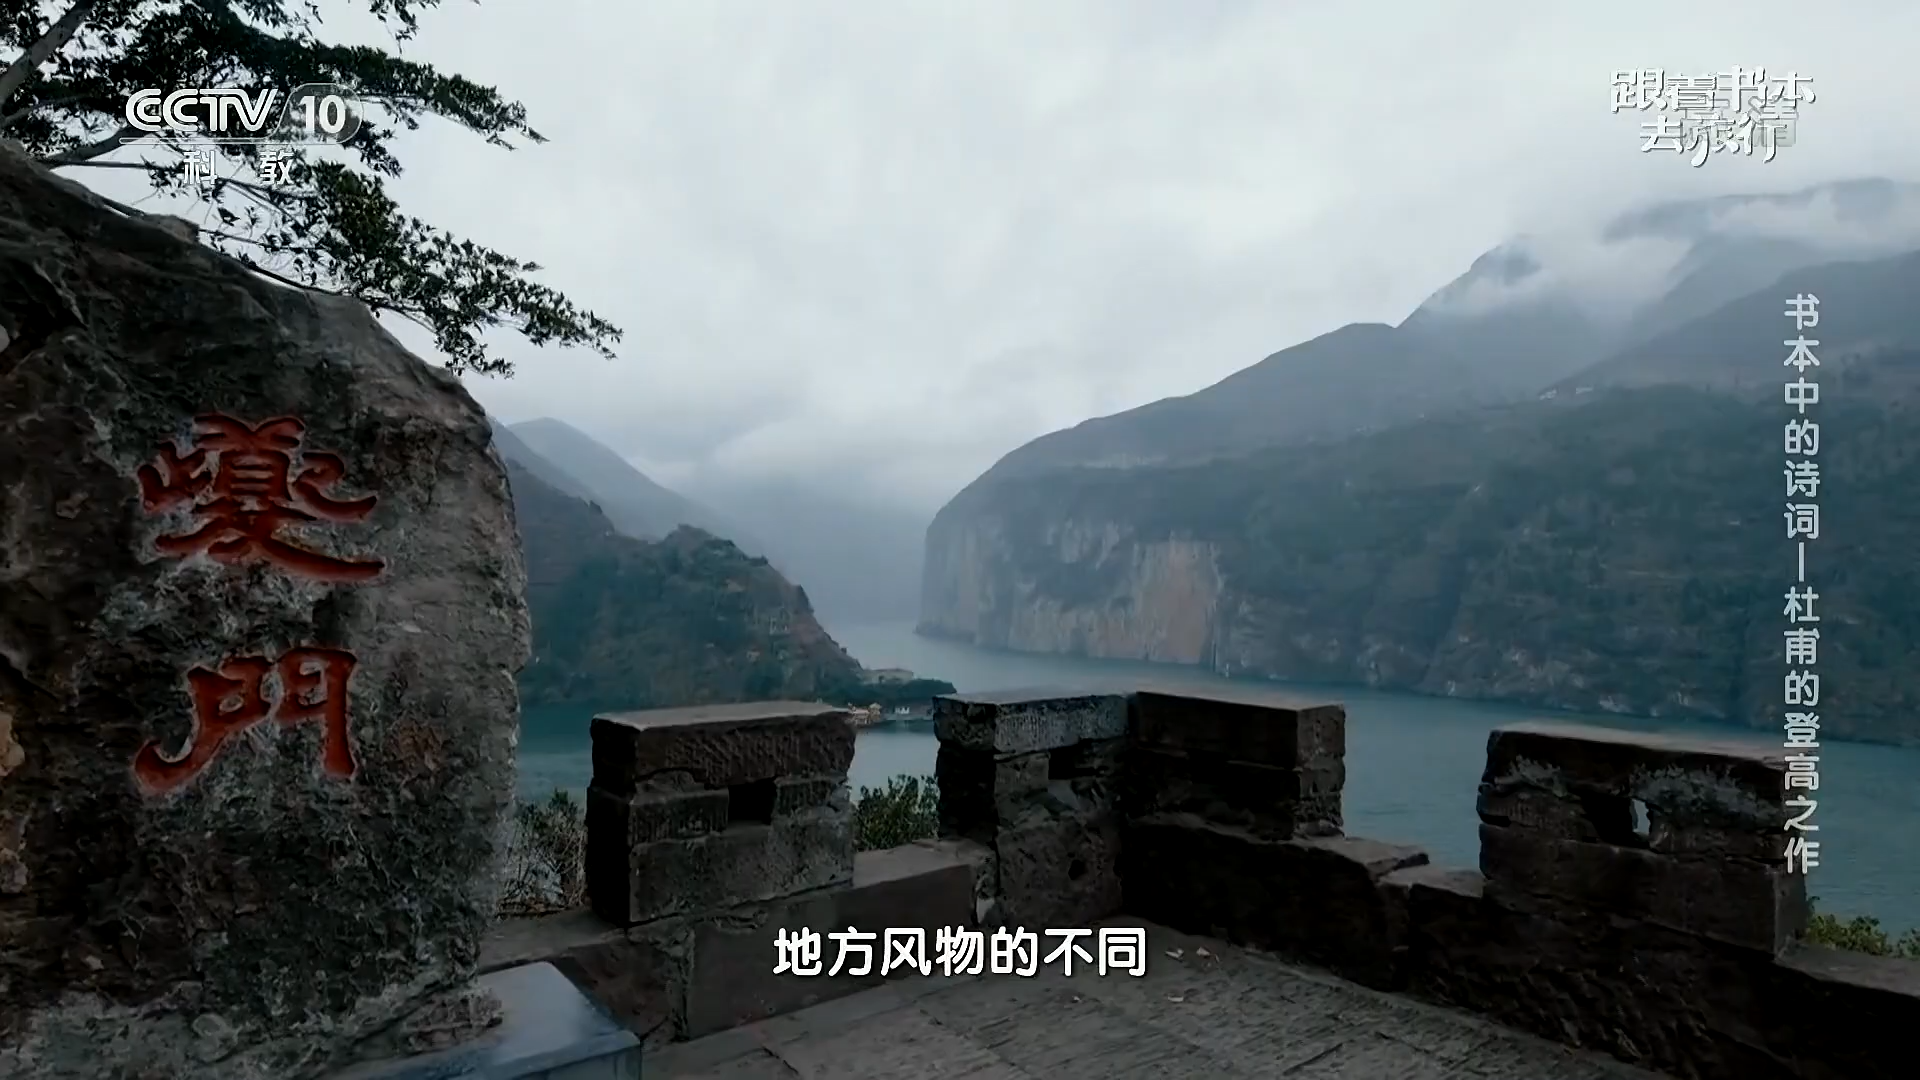 CCTV 10
科 教
跟着书本
去旅行
书本中的诗词—杜甫的登高之作
夔
門
地方风物的不同